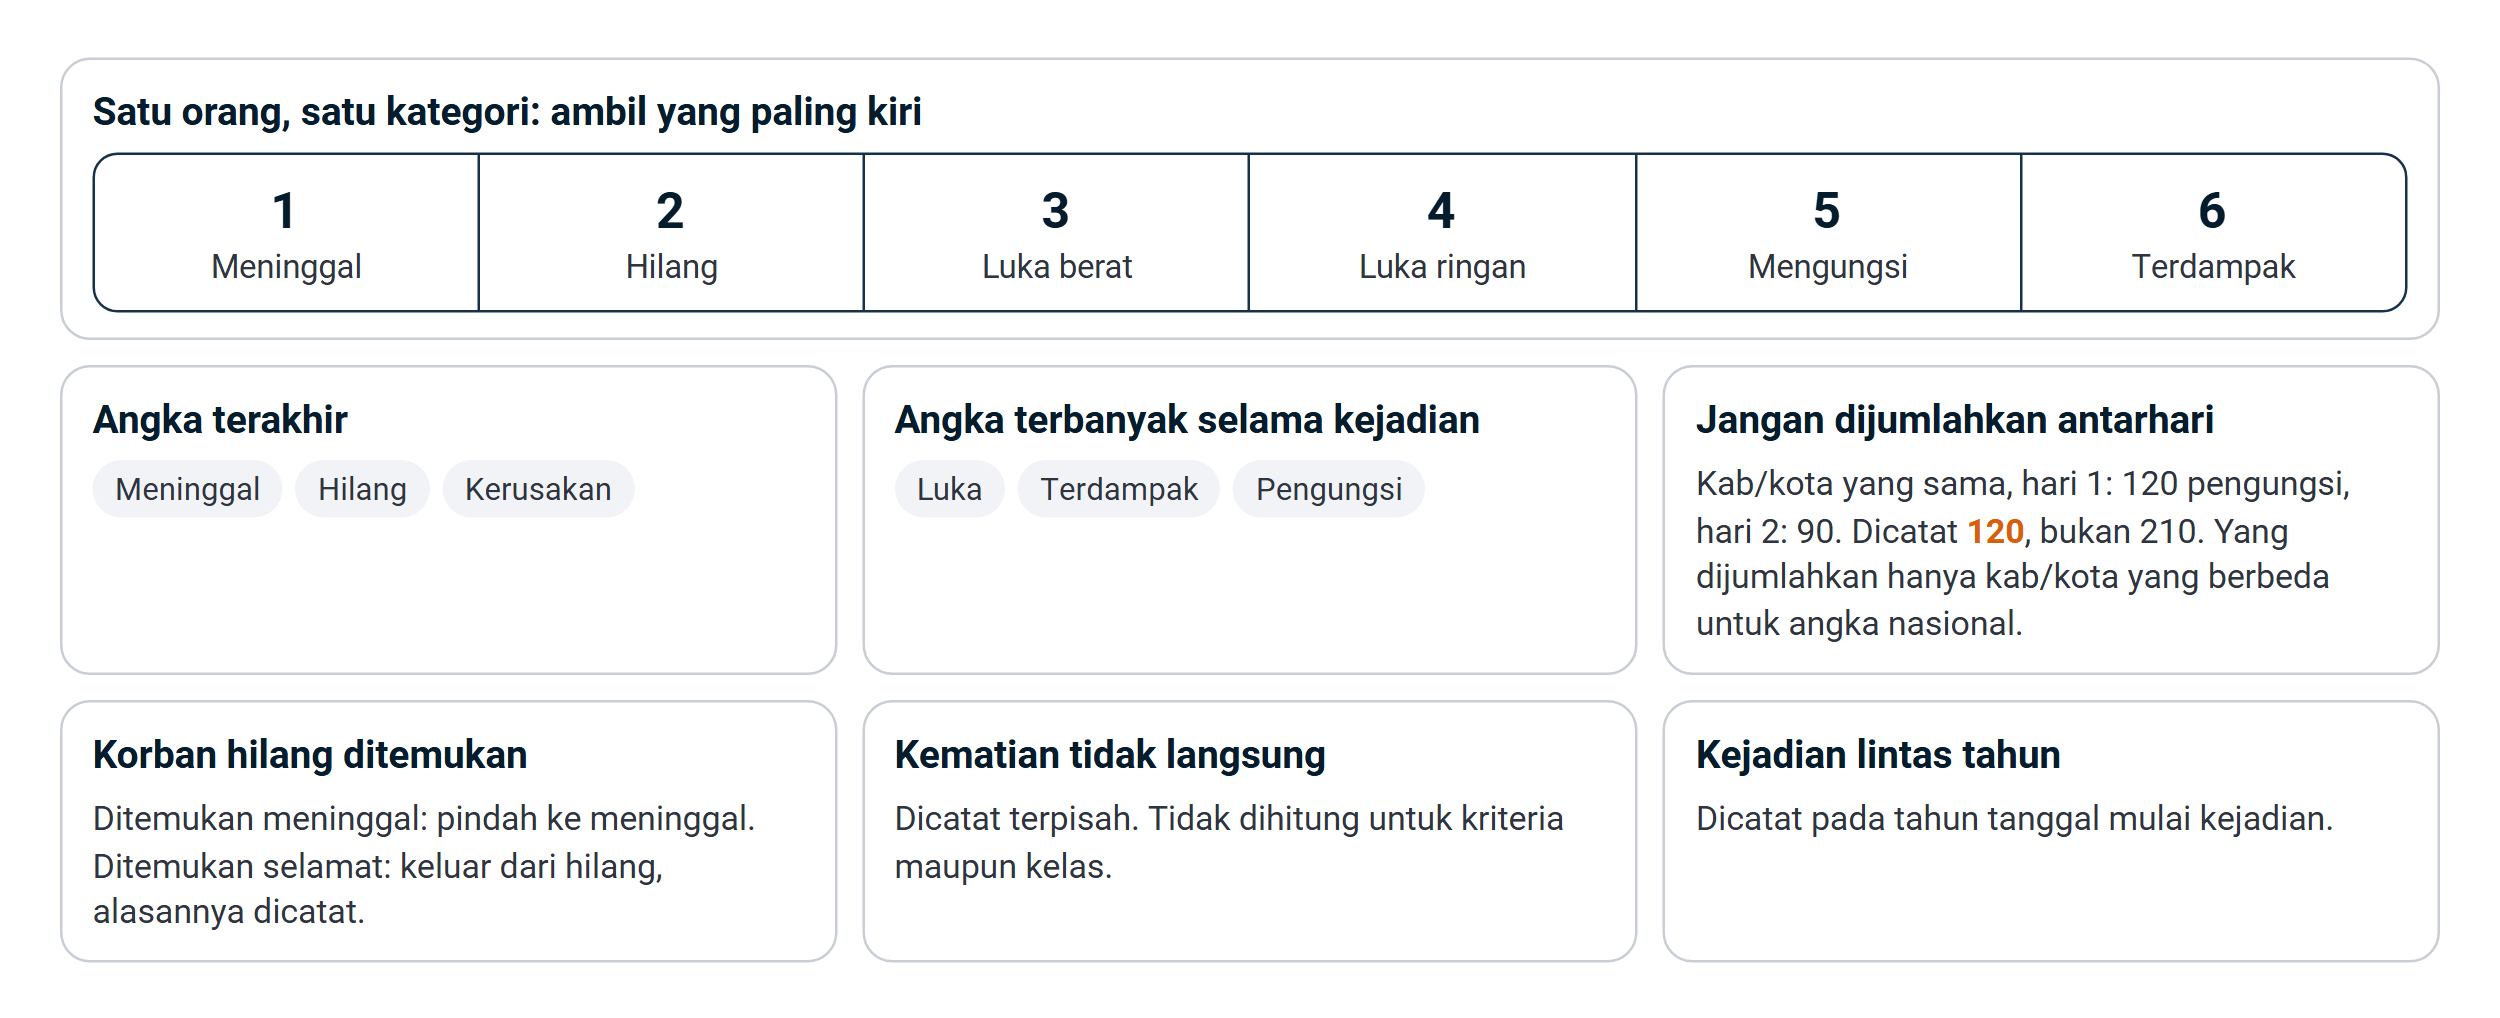 Satu orang, satu kategori: ambil yang paling kiri
1
Meninggal
2
Hilang
3
Luka berat
4
Luka ringan
5
Mengungsi
6
Terdampak
Angka terakhir
Meninggal
Hilang
Kerusakan
Angka terbanyak selama kejadian
Luka
Terdampak
Pengungsi
Jangan dijumlahkan antarhari
Kab/kota yang sama, hari 1: 120 pengungsi,
hari 2: 90. Dicatat 120, bukan 210. Yang
dijumlahkan hanya kab/kota yang berbeda
untuk angka nasional.
Korban hilang ditemukan
Ditemukan meninggal: pindah ke meninggal.
Ditemukan selamat: keluar dari hilang,
alasannya dicatat.
Kematian tidak langsung
Dicatat terpisah. Tidak dihitung untuk kriteria
maupun kelas.
Kejadian lintas tahun
Dicatat pada tahun tanggal mulai kejadian.